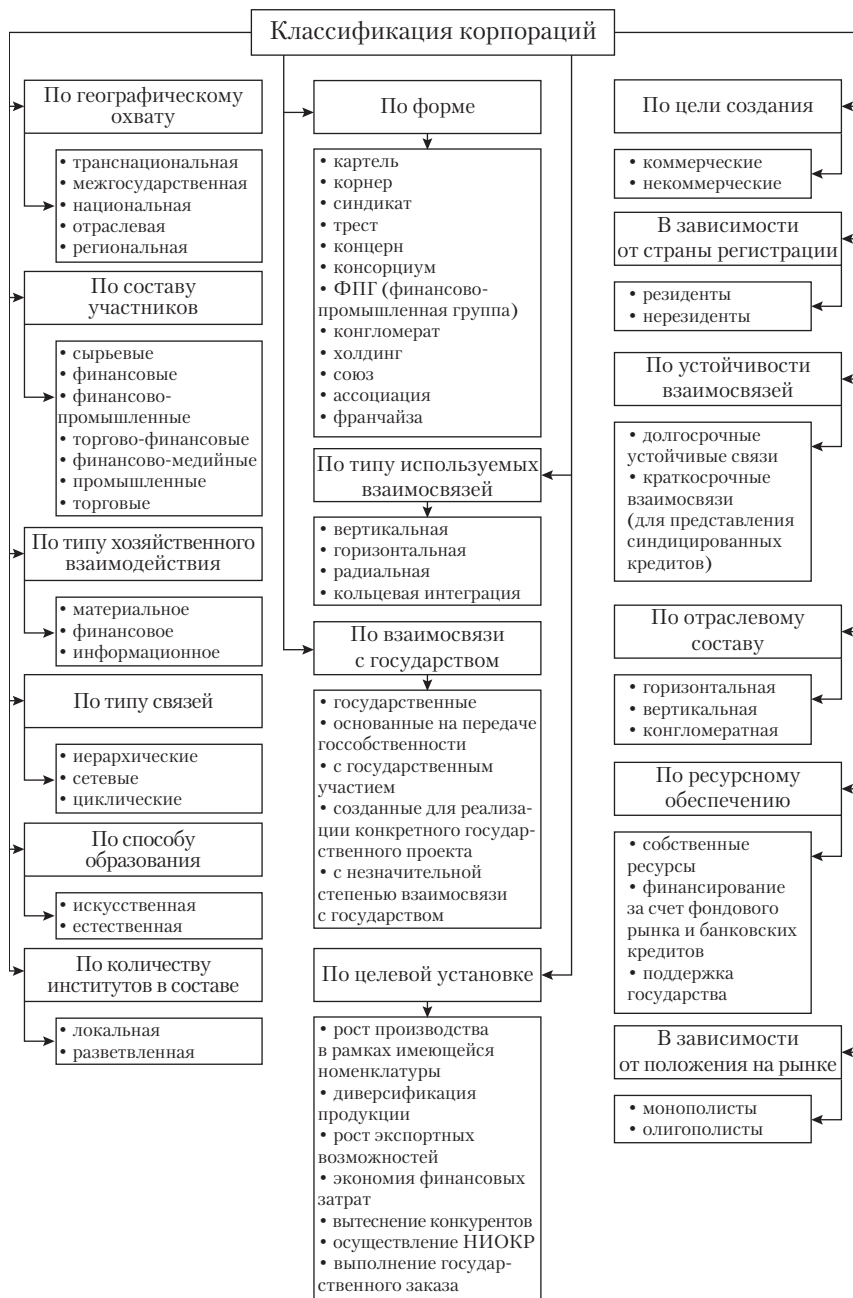 Классификация корпораций
По географическому
охвату
• транснациональная
• межгосударственная
• национальная
• отраслевая
• региональная
По составу
участников
• сырьевые
• финансовые
• финансово-
промышленные
• торгово-финансовые
• финансово-медийные
• промышленные
• торговые
По типу хозяйственного
взаимодействия
• материальное
• финансовое
• информационное
По типу связей
• иерархические
• сетевые
• циклические
По способу
образования
• искусственная
• естественная
По количеству
институтов в составе
• локальная
• разветвленная
По форме
• картель
• корнер
• синдикат
• трест
• концерн
• консорциум
• ФПГ (финансово-
промышленная группа)
• конгломерат
• холдинг
• союз
• ассоциация
• франчайза
По типу используемых
взаимосвязей
• вертикальная
• горизонтальная
• радиальная
• кольцевая интеграция
По взаимосвязи
с государством
• государственные
• основанные на передаче
госсобственности
• с государственным
участием
• созданные для реализа-
ции конкретного государ-
ственного проекта
• с незначительной
степенью взаимосвязи
с государством
По целевой установке
• рост производства
в рамках имеющейся
номенклатуры
• диверсификация
продукции
• рост экспортных
возможностей
• экономия финансовых
затрат
• вытеснение конкурентов
• осуществление НИОКР
• выполнение государ-
ственного заказа
По цели создания
• коммерческие
• некоммерческие
В зависимости
от страны регистрации
• резиденты
• нерезиденты
По устойчивости
взаимосвязей
• долгосрочные
устойчивые связи
• краткосрочные
взаимосвязи
(для представления
синдицированных
кредитов)
По отраслевому
составу
• горизонтальная
• вертикальная
• конгломератная
По ресурсному
обеспечению
• собственные
ресурсы
• финансирование
за счет фондового
рынка и банковских
кредитов
• поддержка
государства
В зависимости
от положения на рынке
• монополисты
• олигополисты